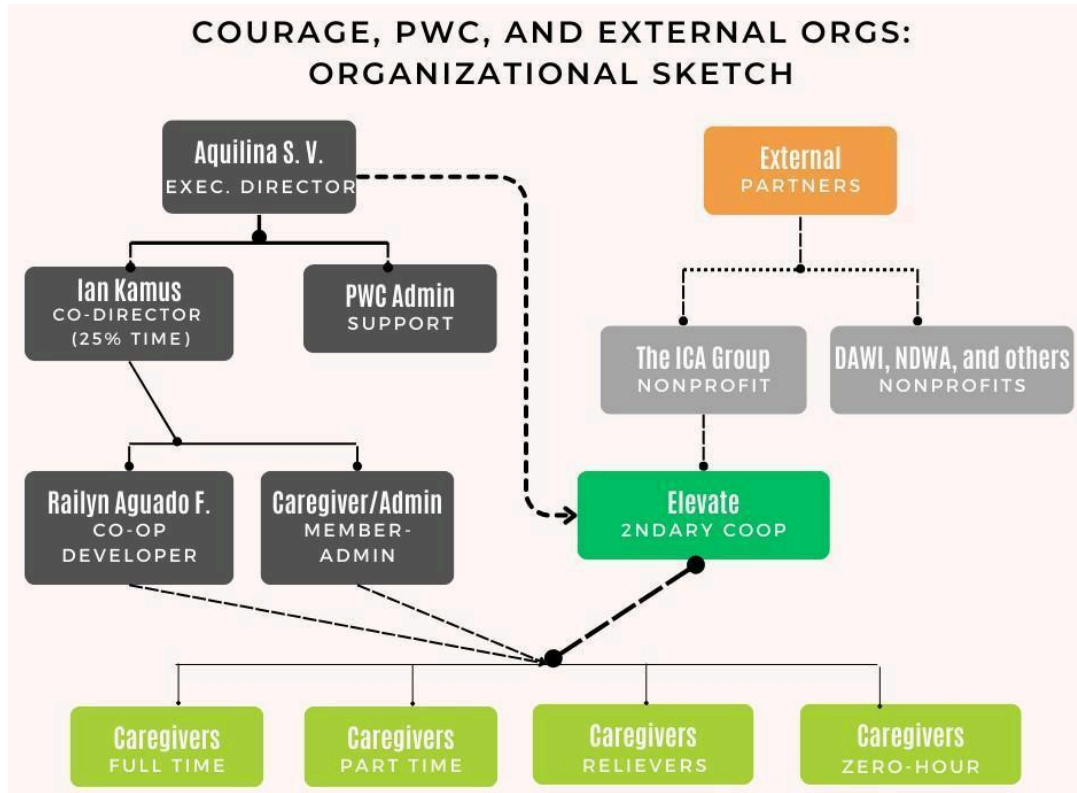 COURAGE, PWC, AND EXTERNAL ORGS:
ORGANIZATIONAL SKETCH
Aquilina S. V.
EXEC. DIRECTOR
External
PARTNERS
Ian Kamus
CO-DIRECTOR
(25% TIME)
PWC Admin
SUPPORT
The ICA Group
NONPROFIT
DAWI, NDWA, and others
NONPROFITS
Railyn Aguado F.
CO-OP
DEVELOPER
Caregiver/Admin
MEMBER-
ADMIN
Elevate
2NDARY COOP
Caregivers
FULL TIME
Caregivers
PART TIME
Caregivers
RELIEVERS
Caregivers
ZERO-HOUR